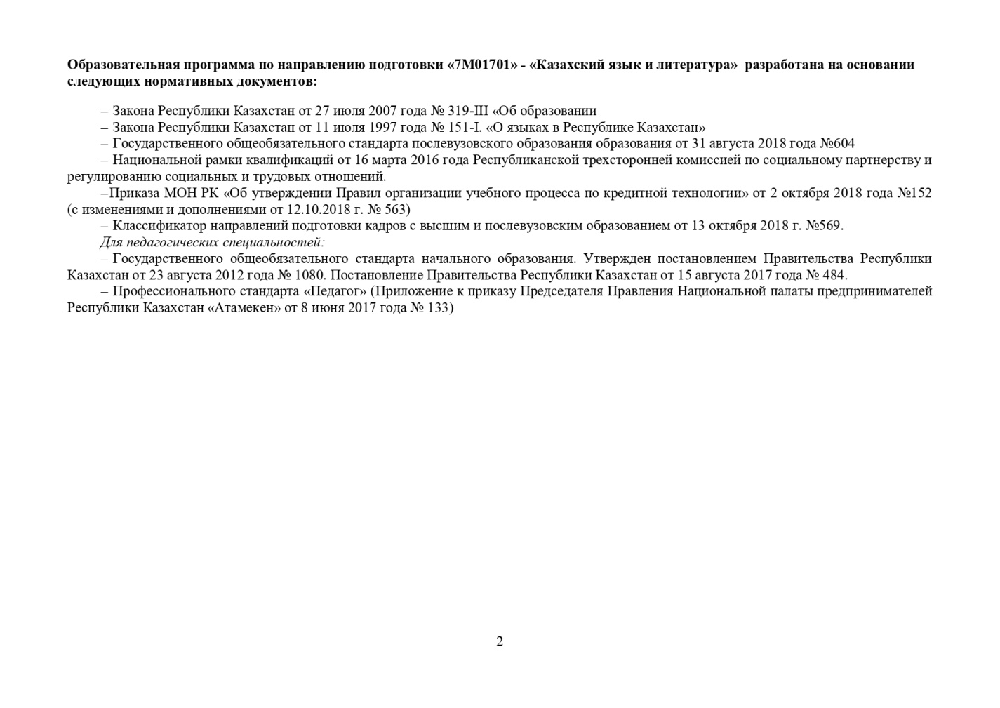 Образовательная программа по направлению подготовки «7М01701» - «Казахский язык и литература»  разработана на основании
следующих нормативных документов:
– Закона Республики Казахстан от 27 июля 2007 года № 319-III «Об образовании
– Закона Республики Казахстан от 11 июля 1997 года № 151-I. «О языках в Республике Казахстан»
– Государственного общеобязательного стандарта послевузовского образования образования от 31 августа 2018 года №604
– Национальной рамки квалификаций от 16 марта 2016 года Республиканской трехсторонней комиссией по социальному партнерству и
регулированию социальных и трудовых отношений.
–Приказа МОН РК «Об утверждении Правил организации учебного процесса по кредитной технологии» от 2 октября 2018 года №152
(с изменениями и дополнениями от 12.10.2018 г. № 563)
– Классификатор направлений подготовки кадров с высшим и послевузовским образованием от 13 октября 2018 г. №569.
Для педагогических специальностей:
– Государственного общеобязательного стандарта начального образования. Утвержден постановлением Правительства Республики
Казахстан от 23 августа 2012 года № 1080. Постановление Правительства Республики Казахстан от 15 августа 2017 года № 484.
– Профессионального стандарта «Педагог» (Приложение к приказу Председателя Правления Национальной палаты предпринимателей
Республики Казахстан «Атамекен» от 8 июня 2017 года № 133)
2